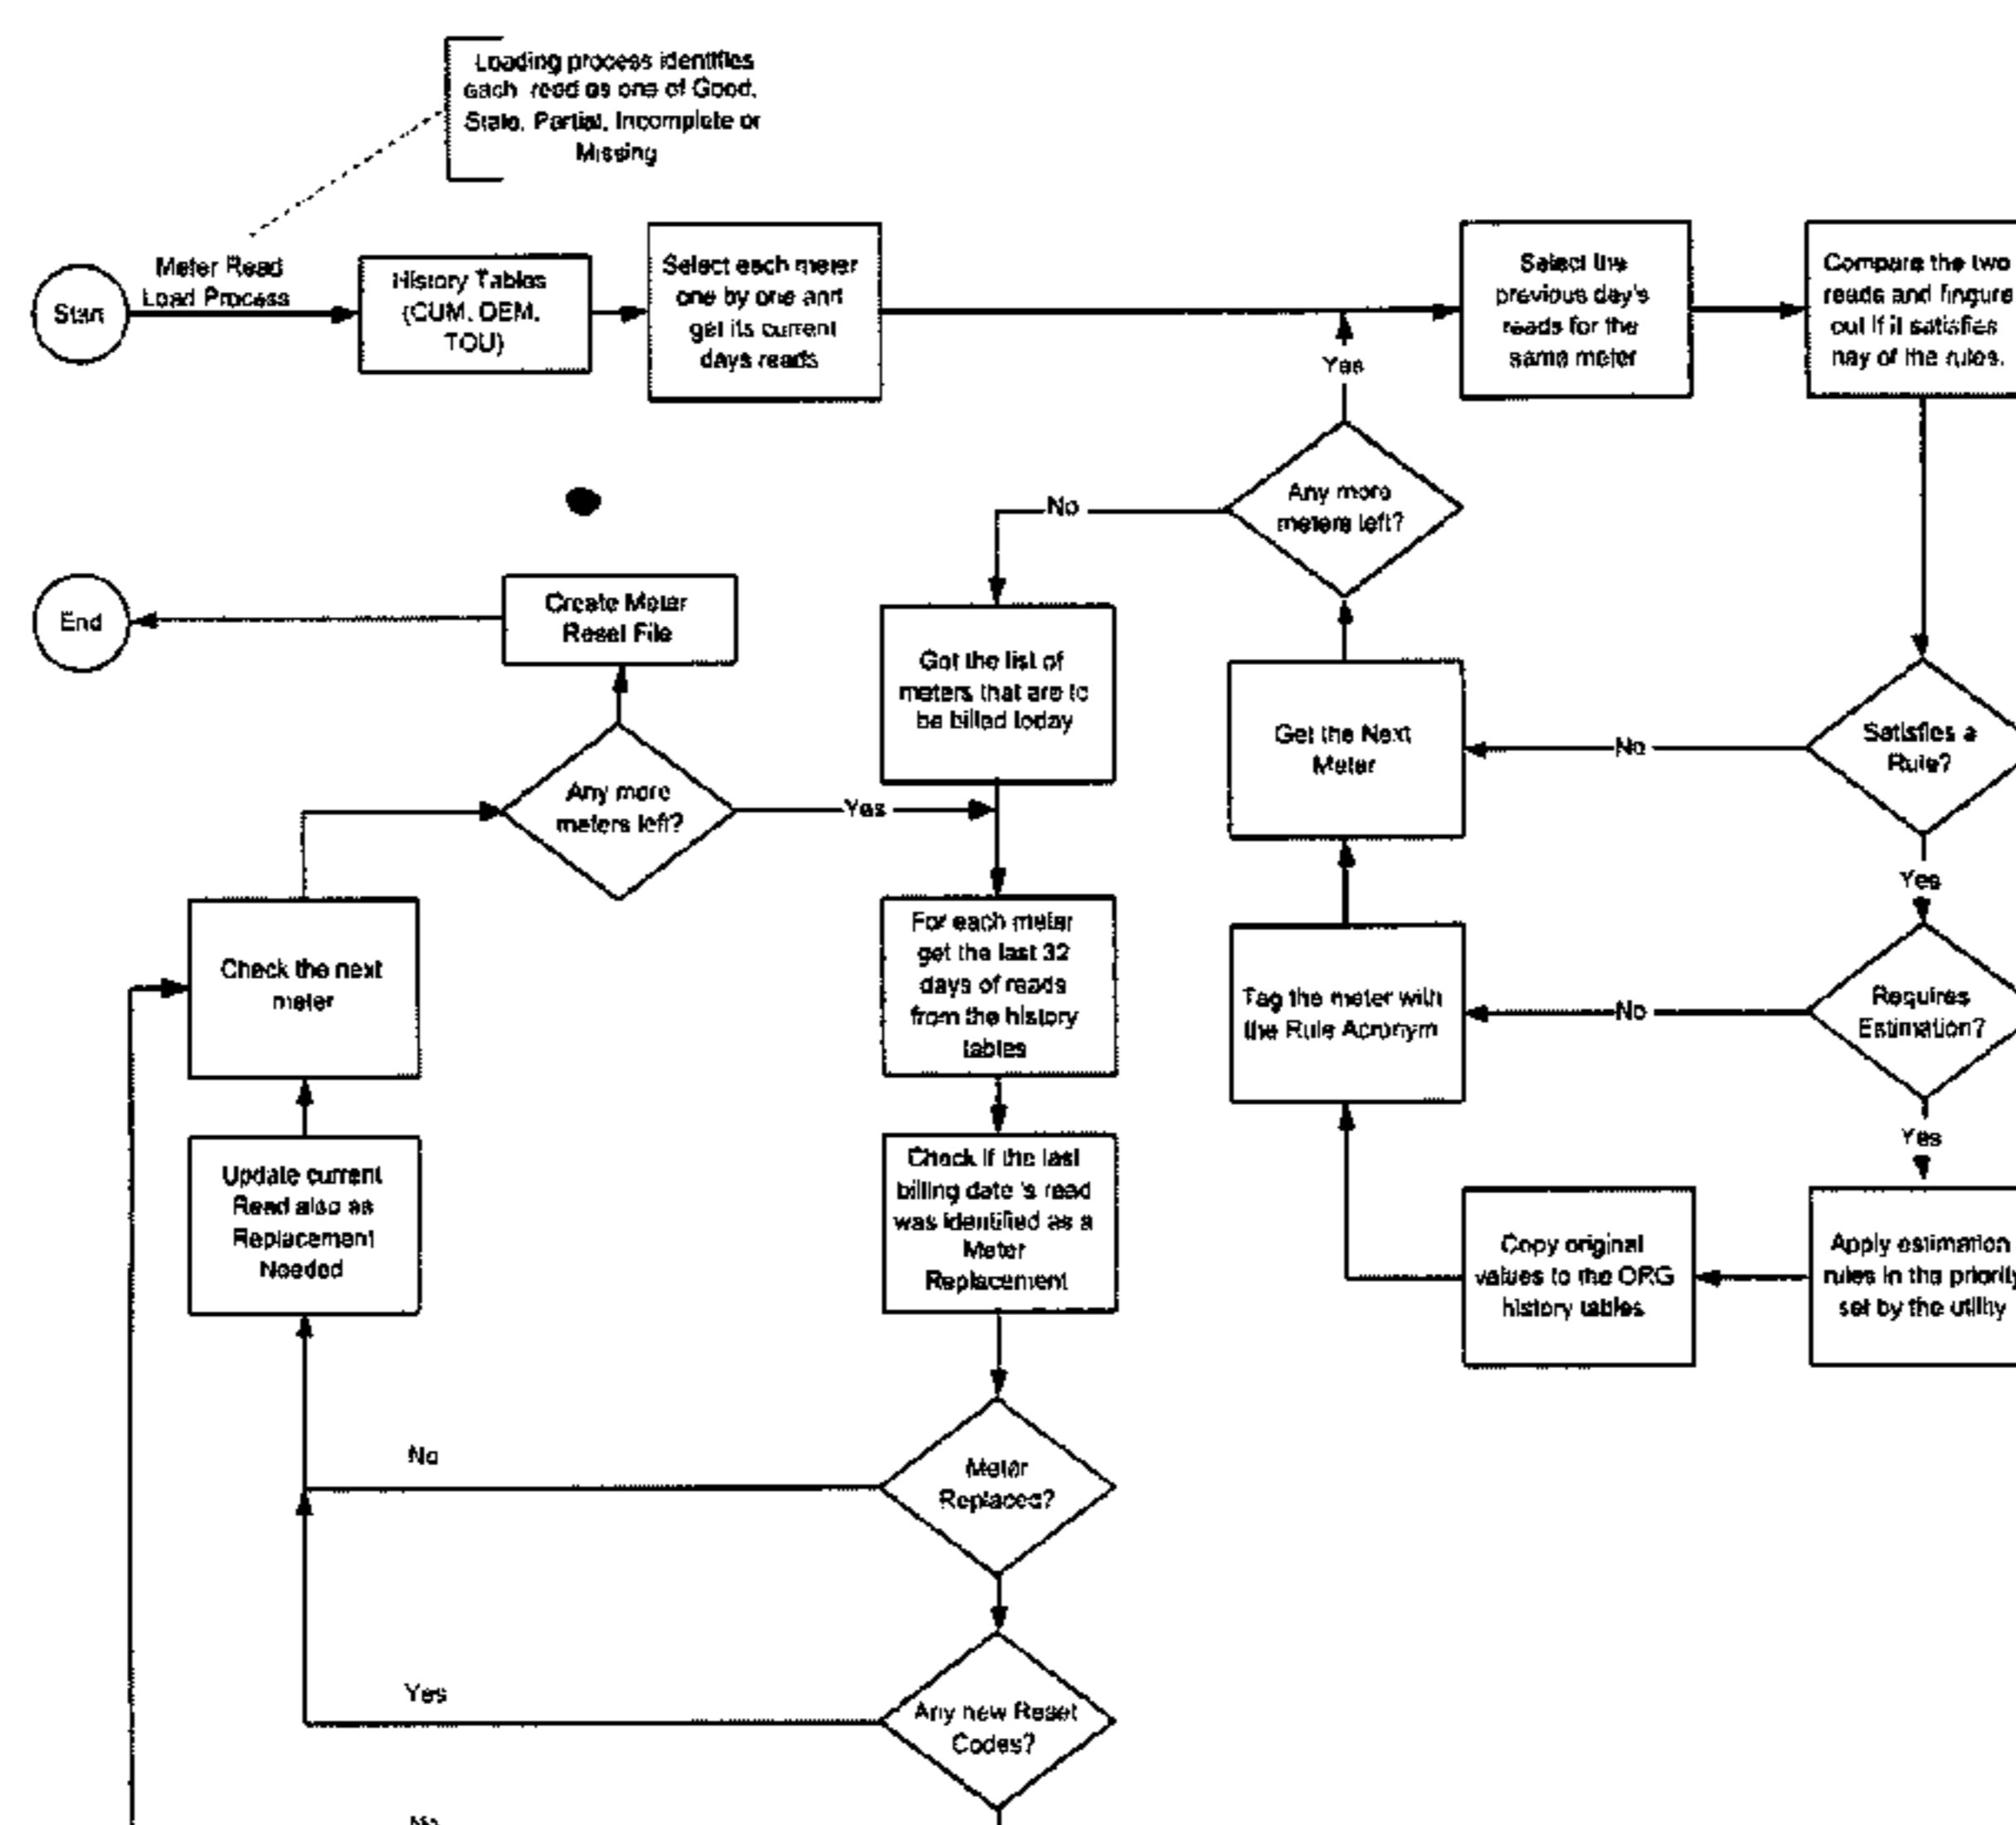 Loading process identifies
each read as one of Good,
Stale, Partial, Incomplete or
Missing
Start
Meter Read
Load Process
History Tables
(CUM, DEM,
TOU)
Select each meter
one by one and
get its current
days reads
Select the
previous day's
reads for the
same meter
Compare the two
reads and fingure
out if it satisfies
nay of the rules.
Yes
Any more
meters left?
No
End
Create Meter
Reset File
Got the list of
meters that are to
be billed today
Get the Next
Meter
No
Satisfies a
Rule?
Any more
meters left?
Yes
Yes
Check the next
meter
For each meter
get the last 32
days of reads
from the history
tables
Tag the meter with
the Rule Acronym
No
Requires
Estimation?
Yes
Update current
Read also as
Replacement
Needed
Check if the last
billing date 's read
was identified as a
Meter
Replacement
Copy original
values to the ORG
history tables
Apply estimation
rules in the priority
set by the utility
No
Meter
Replaced?
Yes
Any new Reset
Codes?